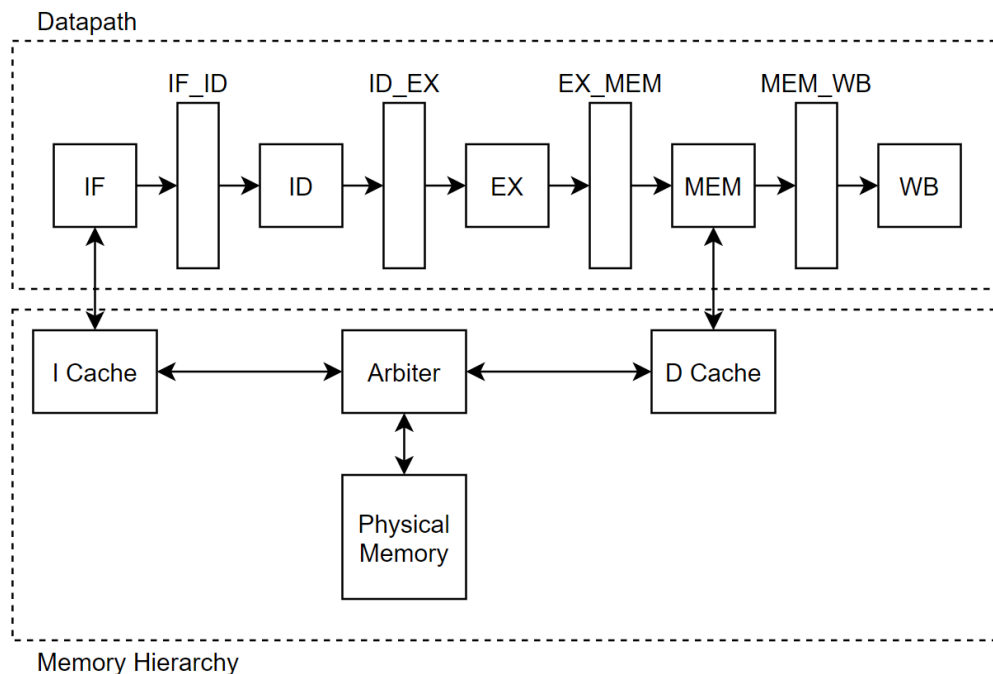 Datapath
IF_ID
ID_EX
EX_MEM
MEM_WB
IF
ID
EX
MEM
WB
I Cache
Arbiter
D Cache
Physical
Memory
Memory Hierarchy